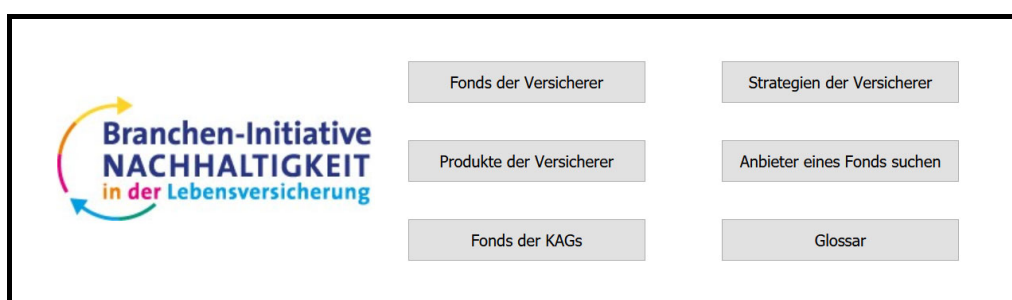 Branchen-Initiative
NACHHALTIGKEIT
in der Lebensversicherung
Fonds der Versicherer
Strategien der Versicherer
Produkte der Versicherer
Anbieter eines Fonds suchen
Fonds der KAGs
Glossar